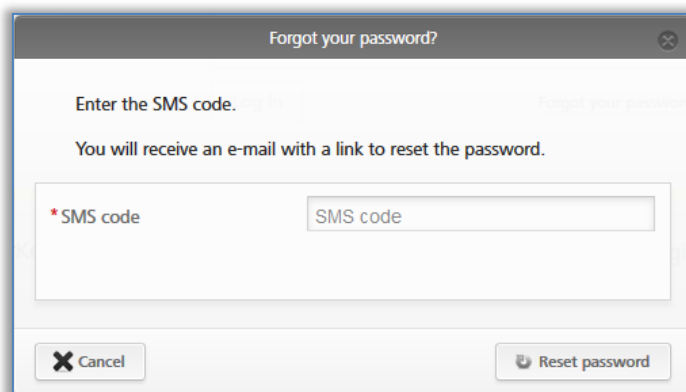 Forgot your password?
Enter the SMS code.
You will receive an e-mail with a link to reset the password.
* SMS code
SMS code
Cancel
Reset password